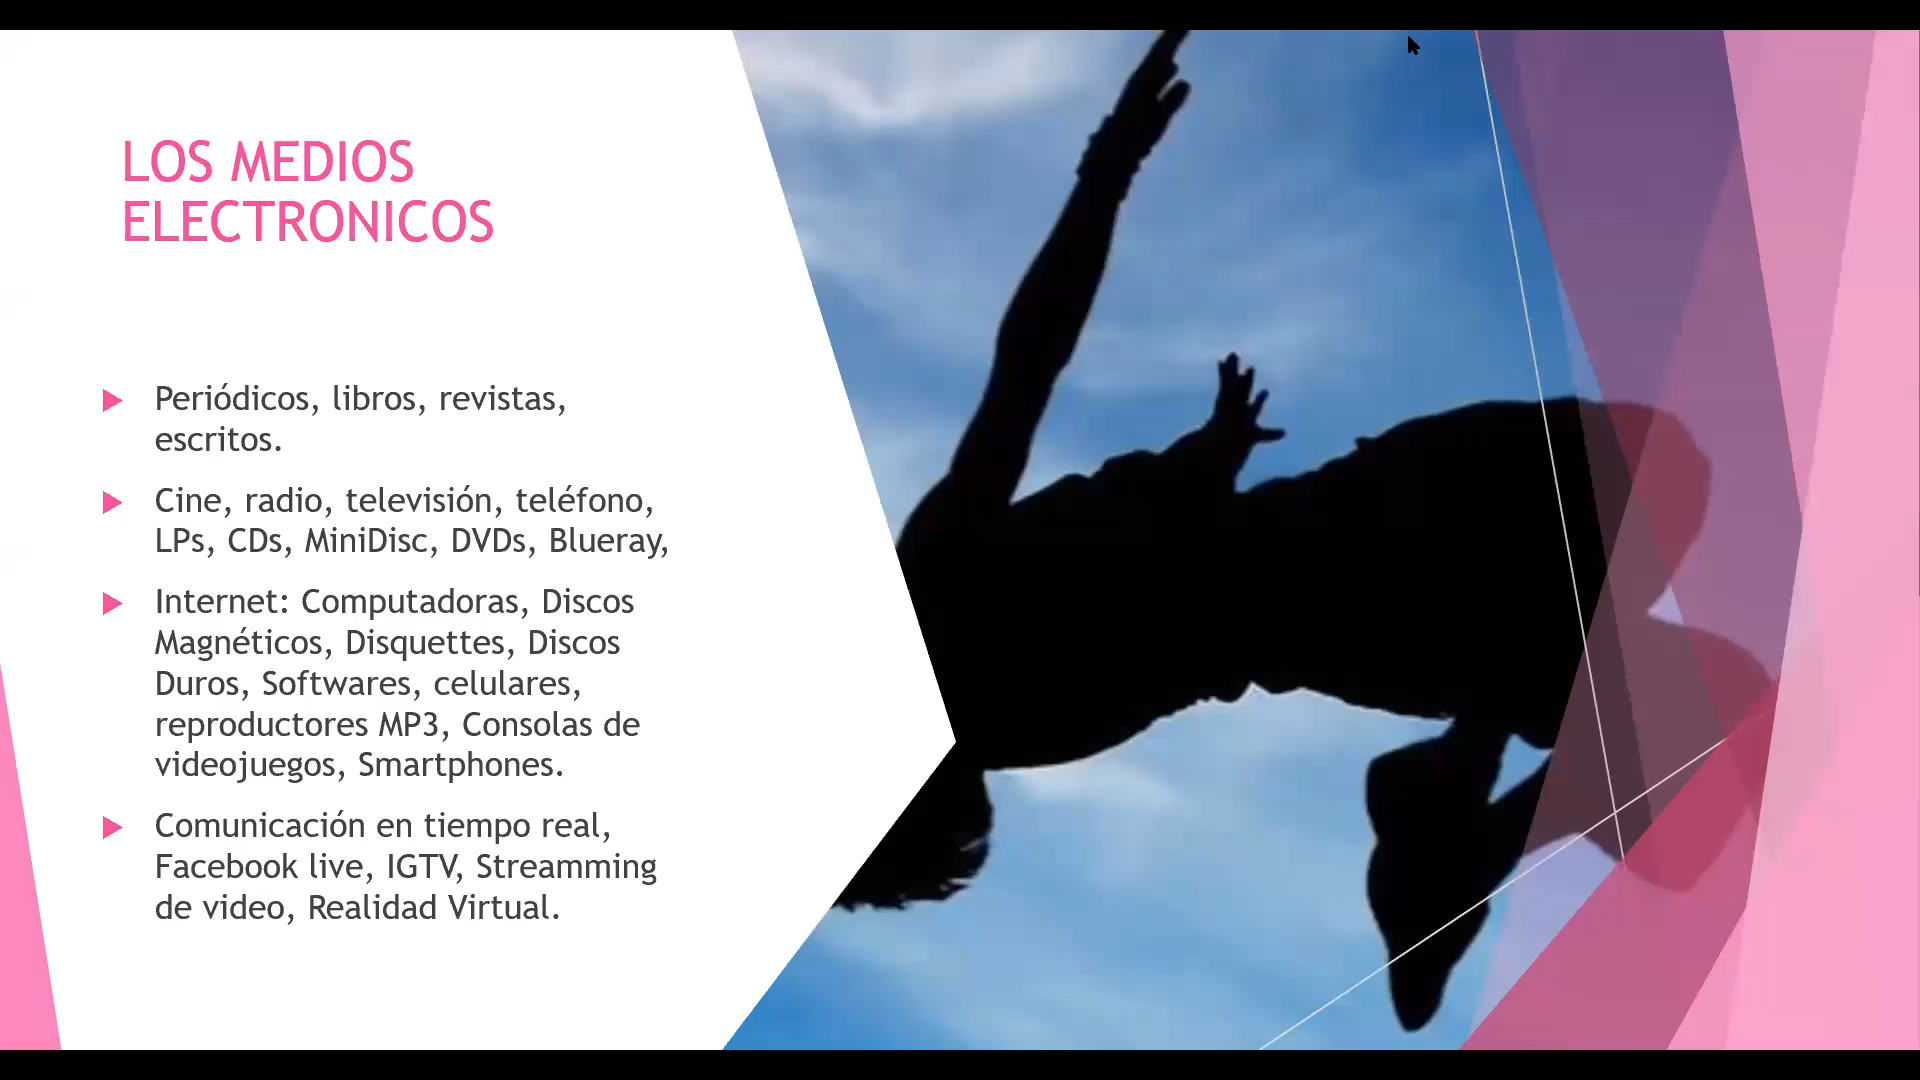 LOS MEDIOS
ELECTRONICOS
Periódicos, libros, revistas,
escritos.
Cine, radio, televisión, teléfono,
LPs, CDs, MiniDisc, DVDs, Blueray,
Internet: Computadoras, Discos
Magnéticos, Disquettes, Discos
Duros, Softwares, celulares,
reproductores MP3, Consolas de
videojuegos, Smartphones.
Comunicación en tiempo real,
Facebook live, IGTV, Streamming
de video, Realidad Virtual.